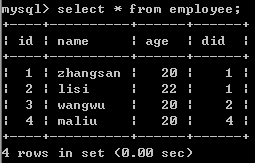 mysql> select * from employee;
+----+----------+------+------+
| id | name     | age  | did  |
+----+----------+------+------+
|  1 | zhangsan |   20 |    1 |
|  2 | lisi     |   22 |    1 |
|  3 | wangwu   |   20 |    2 |
|  4 | maliu    |   20 |    4 |
+----+----------+------+------+
4 rows in set (0.00 sec)